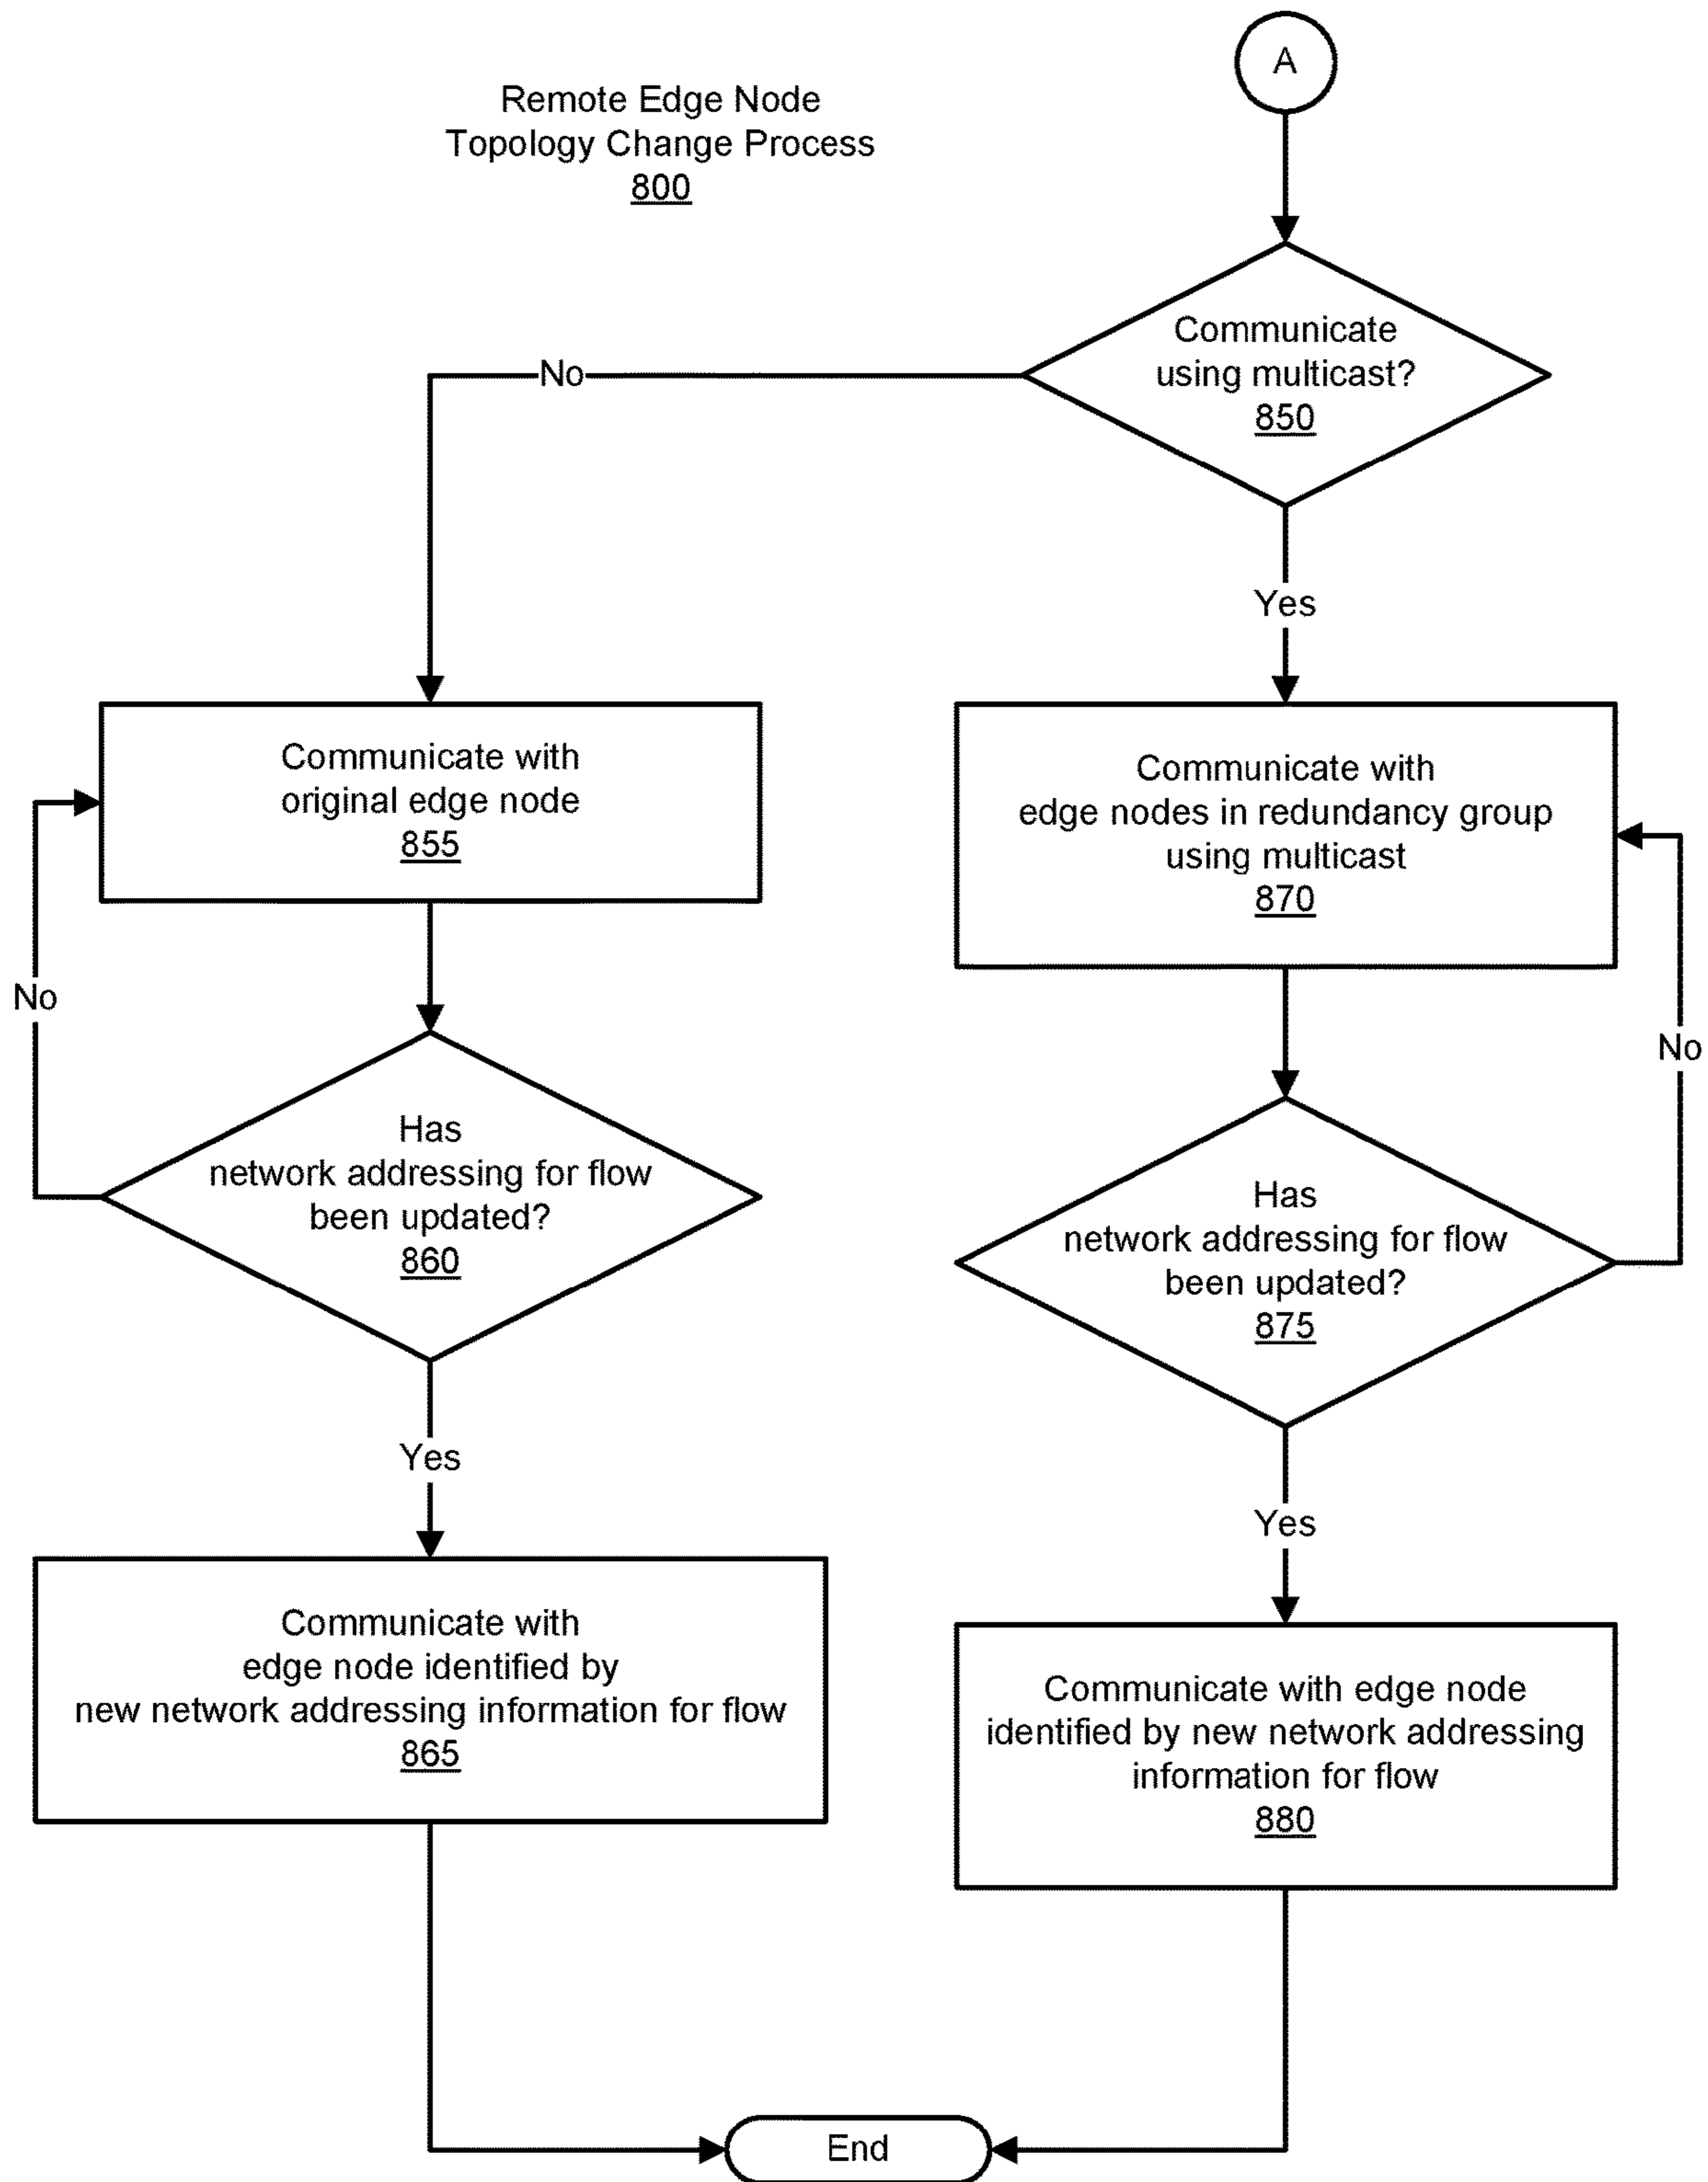 A
Remote Edge Node
Topology Change Process
800
Communicate
using multicast?
850
No
Yes
Communicate with
original edge node
855
Communicate with
edge nodes in redundancy group
using multicast
870
No
No
Has
network addressing for flow
been updated?
860
Has
network addressing for flow
been updated?
875
Yes
Yes
Communicate with
edge node identified by
new network addressing information for flow
865
Communicate with edge node
identified by new network addressing
information for flow
880
End